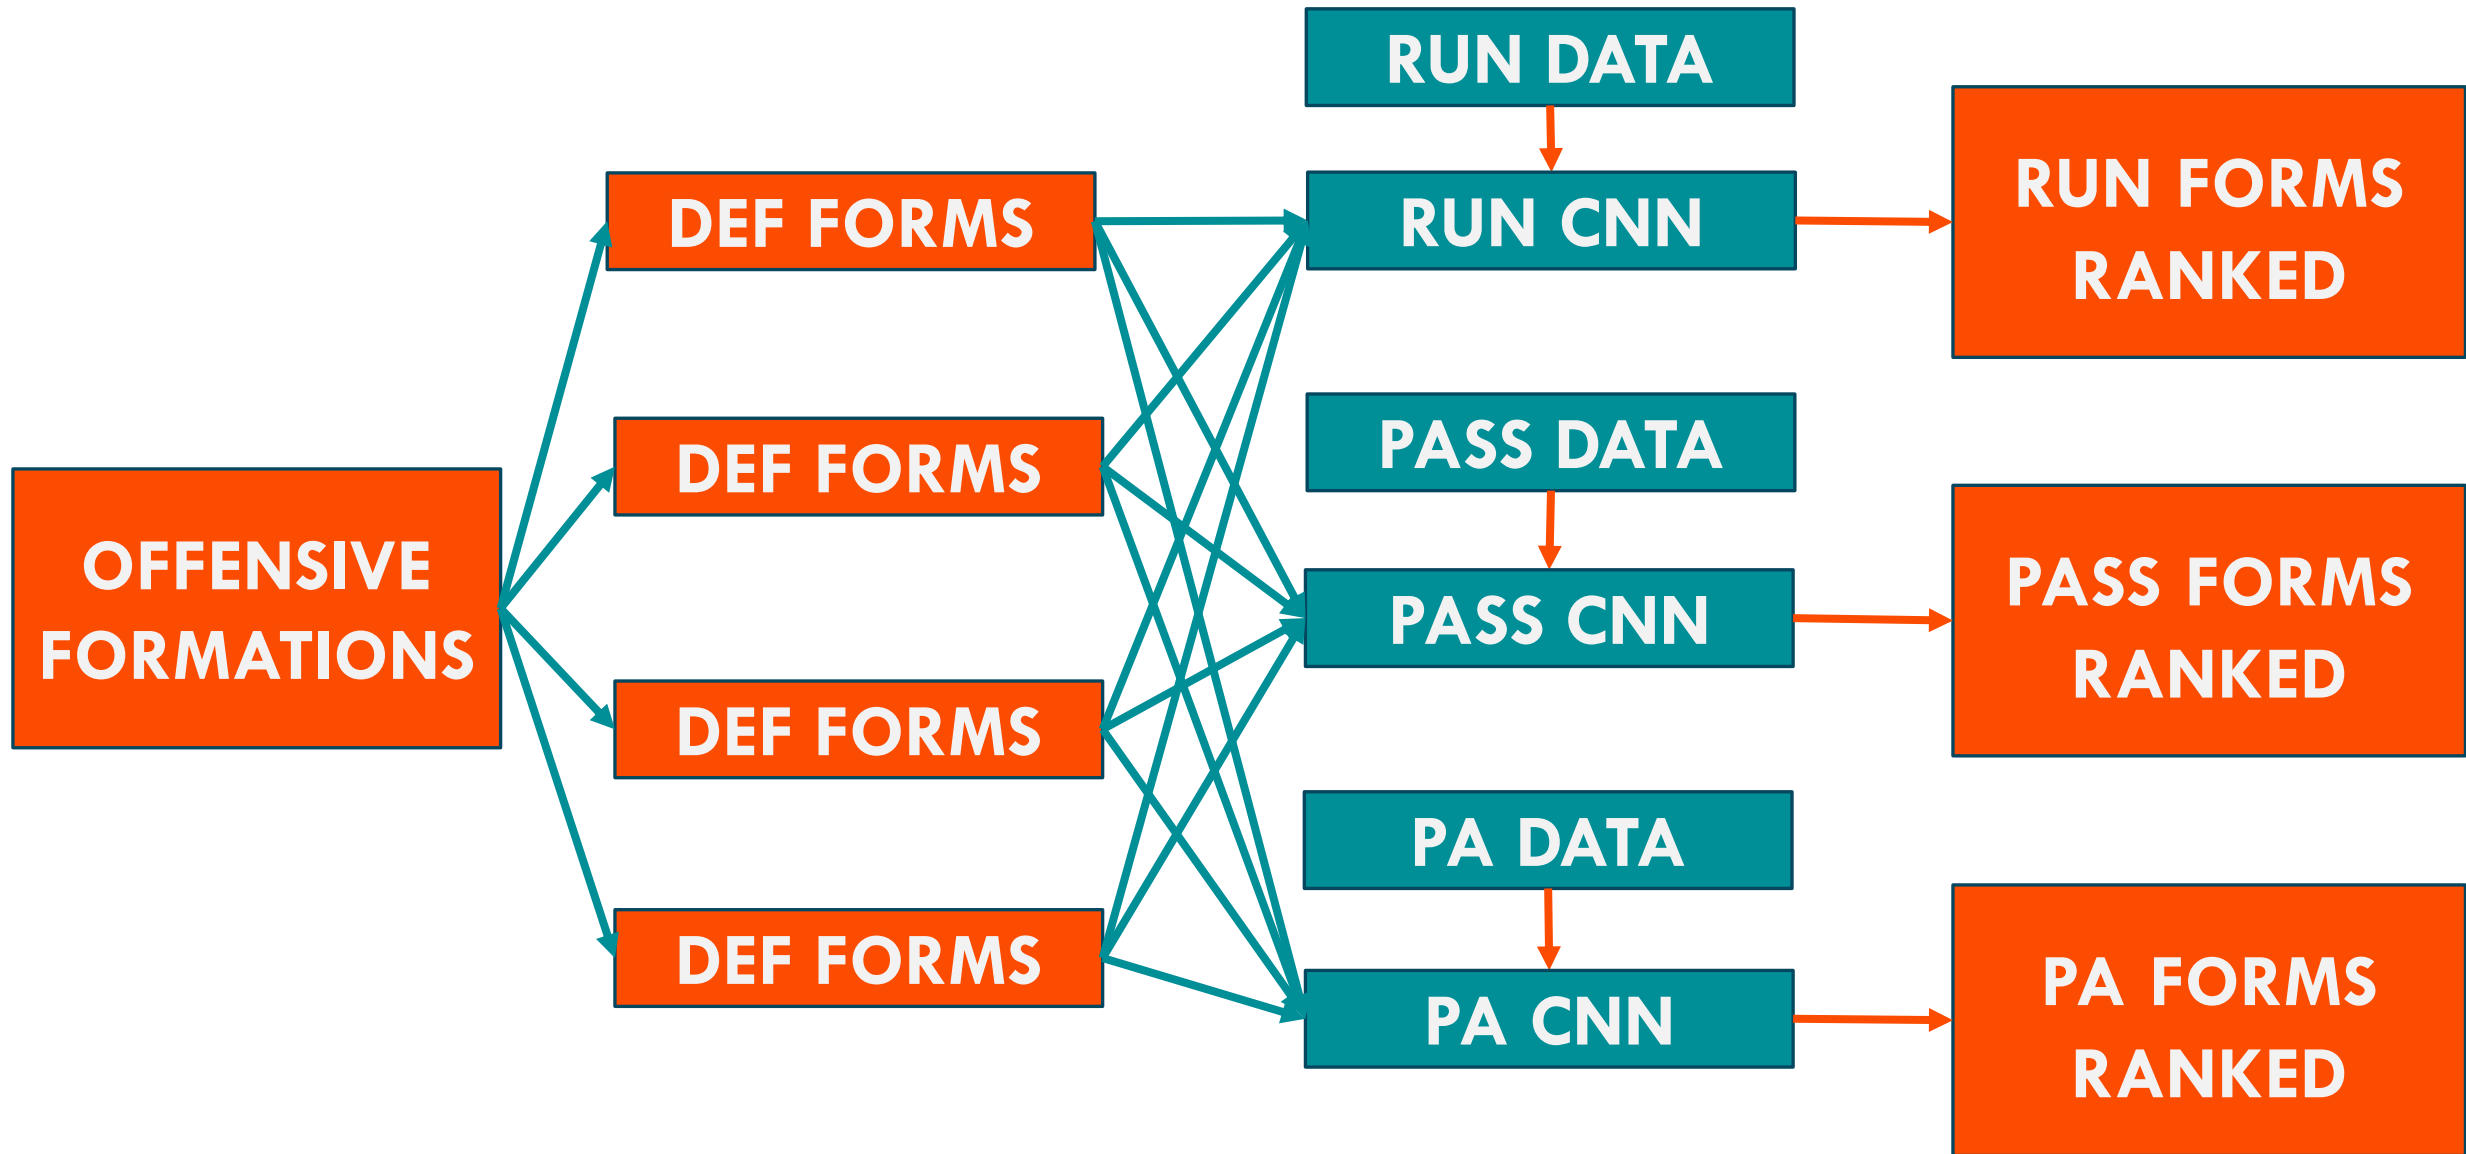 OFFENSIVE
FORMATIONS
DEF FORMS
DEF FORMS
DEF FORMS
DEF FORMS
RUN DATA
RUN CNN
PASS DATA
PASS CNN
PA DATA
PA CNN
RUN FORMS
RANKED
PASS FORMS
RANKED
PA FORMS
RANKED